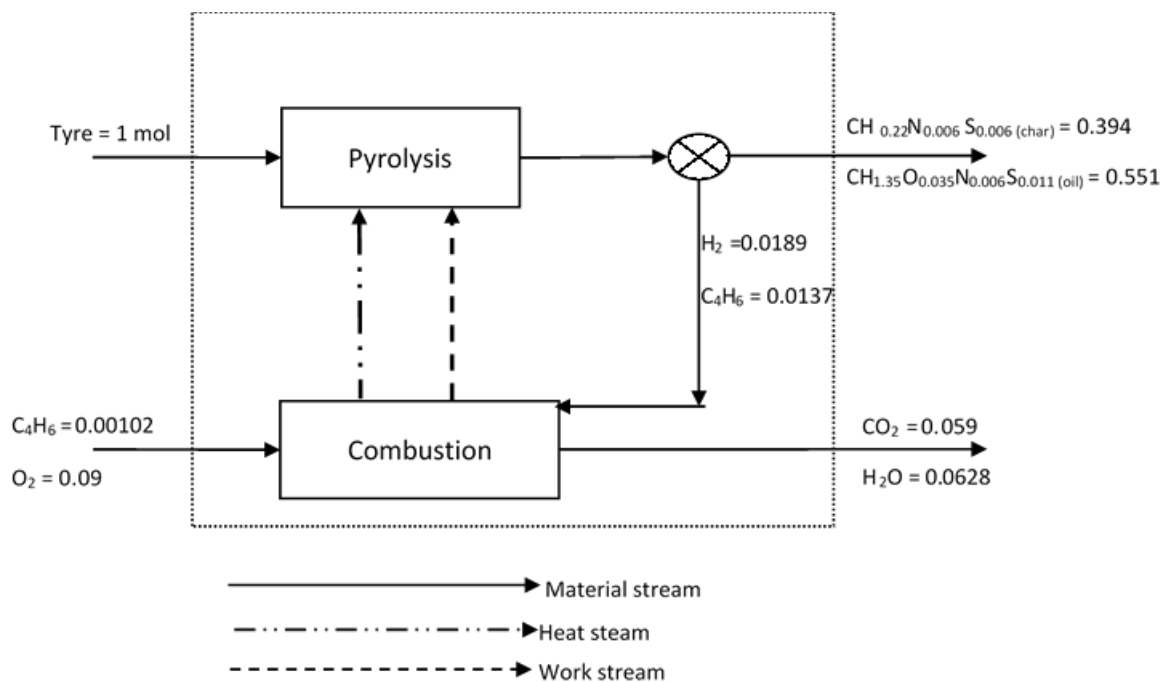 Tyre = 1 mol
Pyrolysis
CH 0.22N0.006 S0.006 (char) = 0.394
CH1.35O0.035N0.006S0.011 (oil) = 0.551
H2 =0.0189
C4H6 = 0.0137
C4H6 = 0.00102
O2 = 0.09
Combustion
CO2 = 0.059
H2O = 0.0628
Material stream
Heat steam
Work stream